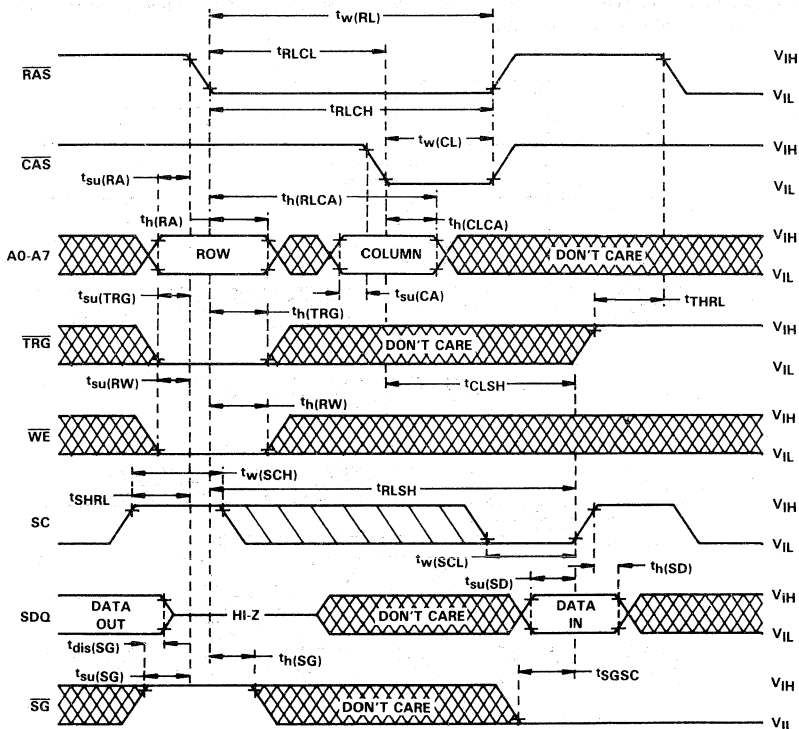 tw(RL)
tRLCL
RAS
VIH
VIL
tRLCH
tw(CL)
CAS
VIH
VIL
tsu(RA)
th(RLCA)
th(RA)
th(CLCA)
A0-A7
ROW
COLUMN
DON'T CARE
VIH
VIL
tsu(TRG)
th(TRG)
tsu(CA)
tTHRL
TRG
DON'T CARE
VIH
VIL
tsu(RW)
tCLSH
th(RW)
WE
VIH
VIL
tw(SCH)
tSHRL
tRLSH
SC
VIH
VIL
tw(SCL)
tsu(SD)
th(SD)
SDQ
DATA OUT
HI-Z
DON'T CARE
DATA IN
VIH
VIL
tdis(SG)
tsu(SG)
th(SG)
tSGSC
SG
DON'T CARE
VIH
VIL